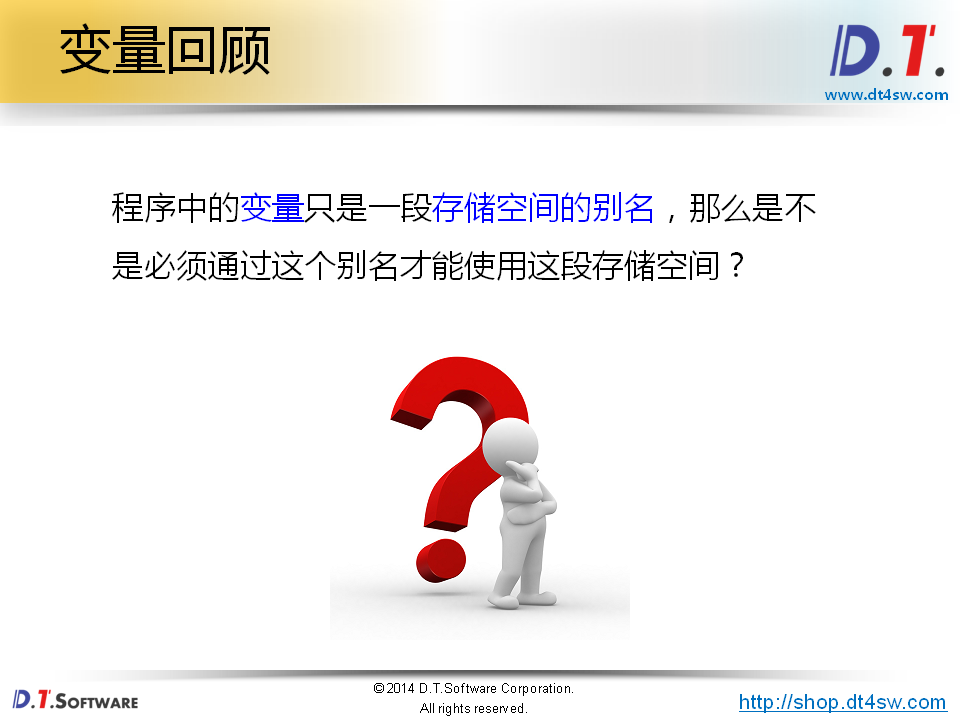 变量回顾
D.T.
www.dt4sw.com
程序中的变量只是一段存储空间的别名，那么是不
是必须通过这个别名才能使用这段存储空间？
D.T.SOFTWARE
©2014 D.T.Software Corporation.
All rights reserved.
http://shop.dt4sw.com